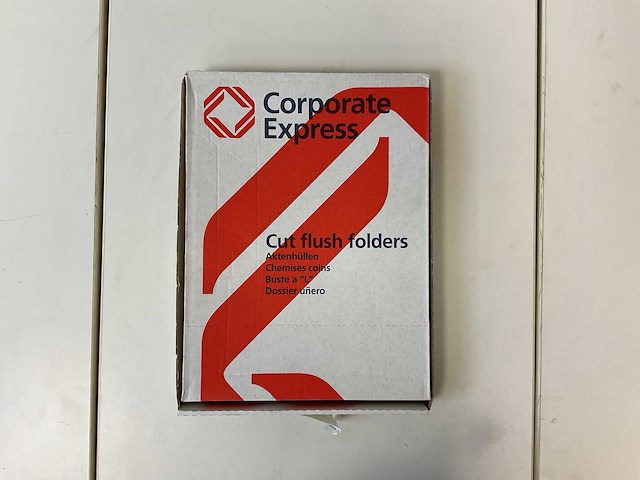 Corporate
Express
Cut flush folders
Aktenhüllen
Chemises coins
Buste a "L"
Dossier uñero